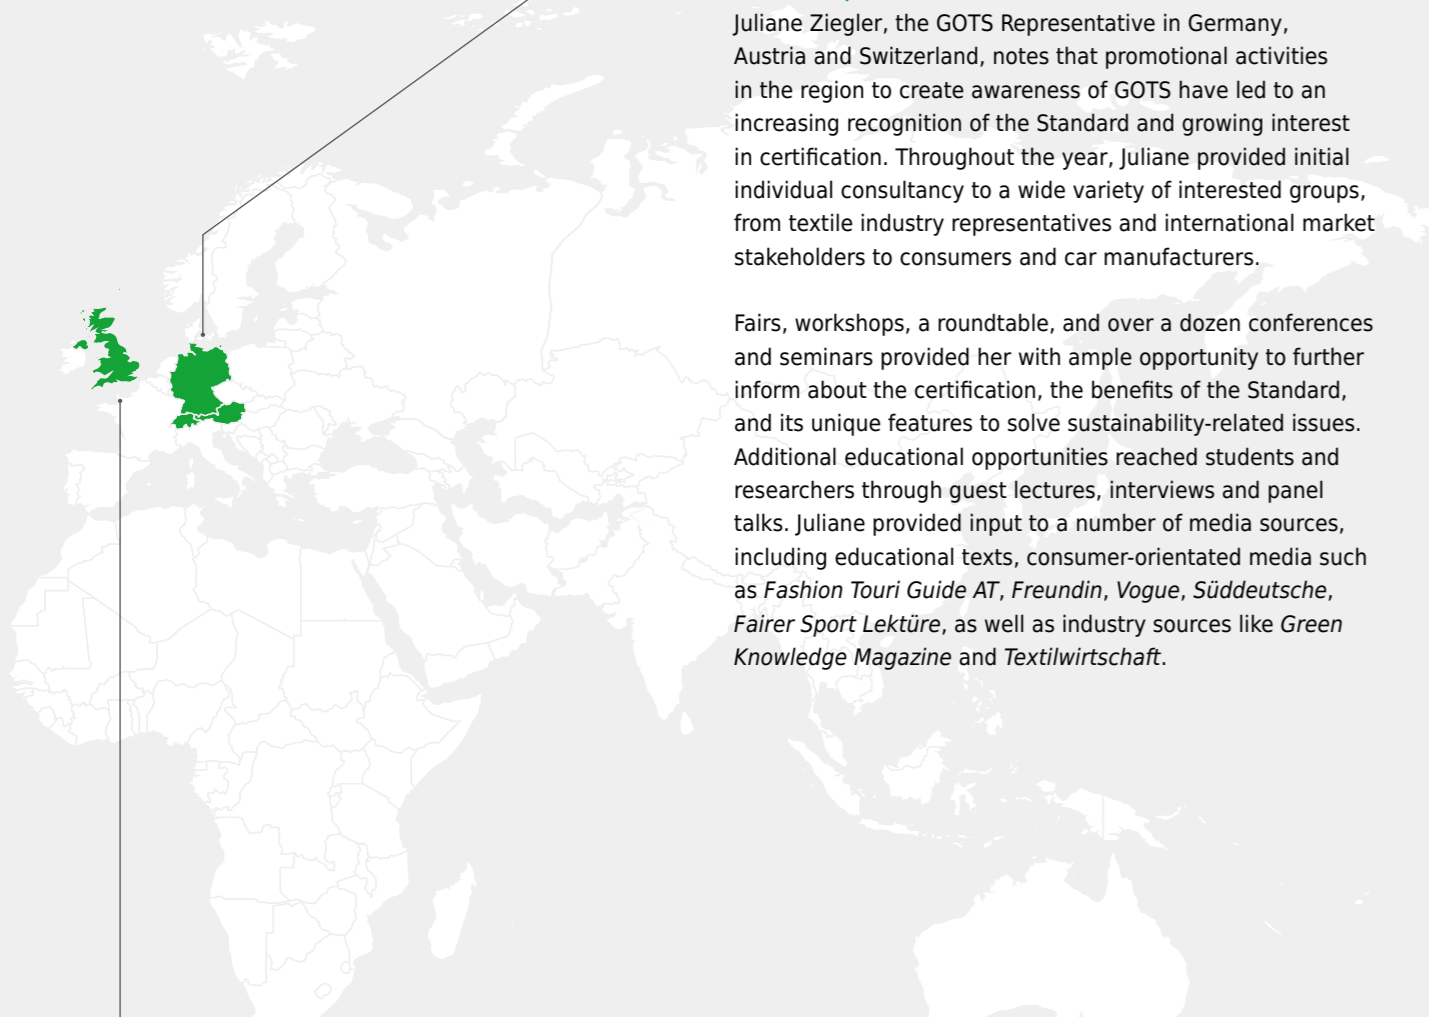 Juliane Ziegler, the GOTS Representative in Germany,
Austria and Switzerland, notes that promotional activities
in the region to create awareness of GOTS have led to an
increasing recognition of the Standard and growing interest
in certification. Throughout the year, Juliane provided initial
individual consultancy to a wide variety of interested groups,
from textile industry representatives and international market
stakeholders to consumers and car manufacturers.
Fairs, workshops, a roundtable, and over a dozen conferences
and seminars provided her with ample opportunity to further
inform about the certification, the benefits of the Standard,
and its unique features to solve sustainability-related issues.
Additional educational opportunities reached students and
researchers through guest lectures, interviews and panel
talks. Juliane provided input to a number of media sources,
including educational texts, consumer-orientated media such
as Fashion Touri Guide AT, Freundin, Vogue, Süddeutsche,
Fairer Sport Lektüre, as well as industry sources like Green
Knowledge Magazine and Textilwirtschaft.